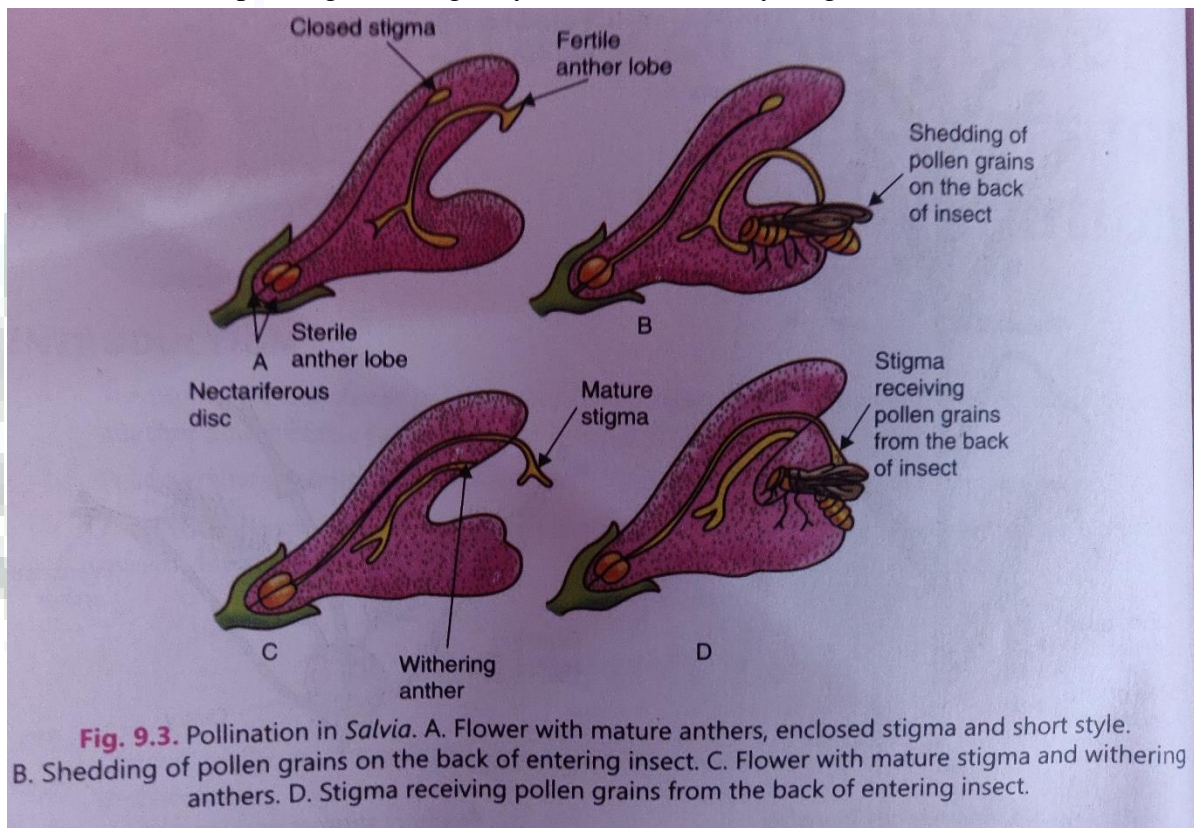 Closed stigma
Fertile
anther lobe
Shedding of
pollen grains
on the back
of insect
Sterile
A anther lobe
Nectariferous
disc
B
Mature
stigma
Stigma
receiving
pollen grains
from the back
of insect
C
Withering
anther
D
Fig. 9.3. Pollination in Salvia. A. Flower with mature anthers, enclosed stigma and short style.
B. Shedding of pollen grains on the back of entering insect. C. Flower with mature stigma and withering
anthers. D. Stigma receiving pollen grains from the back of entering insect.